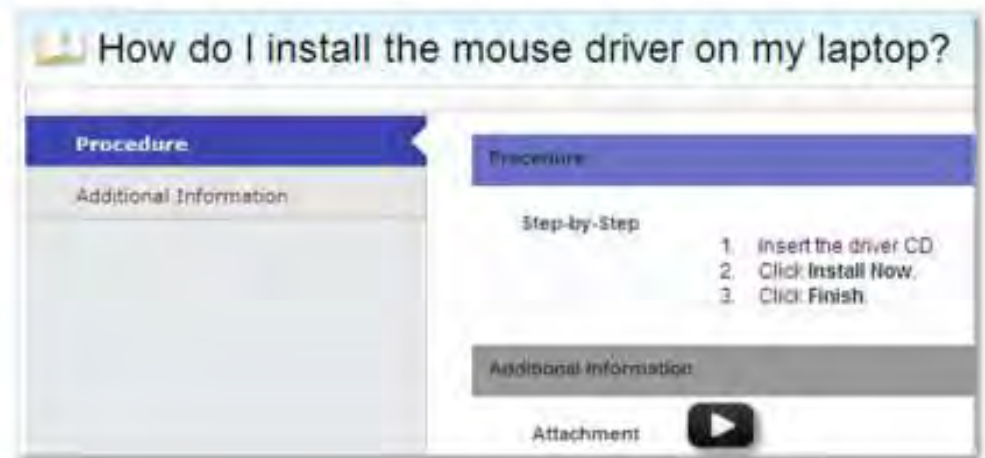 How do I install the mouse driver on my laptop?
Procedure
Additional Information
Procedure
Step-by-Step
1. Insert the driver CD
2. Click Install Now.
3. Click Finish.
Additional Information
Attachment